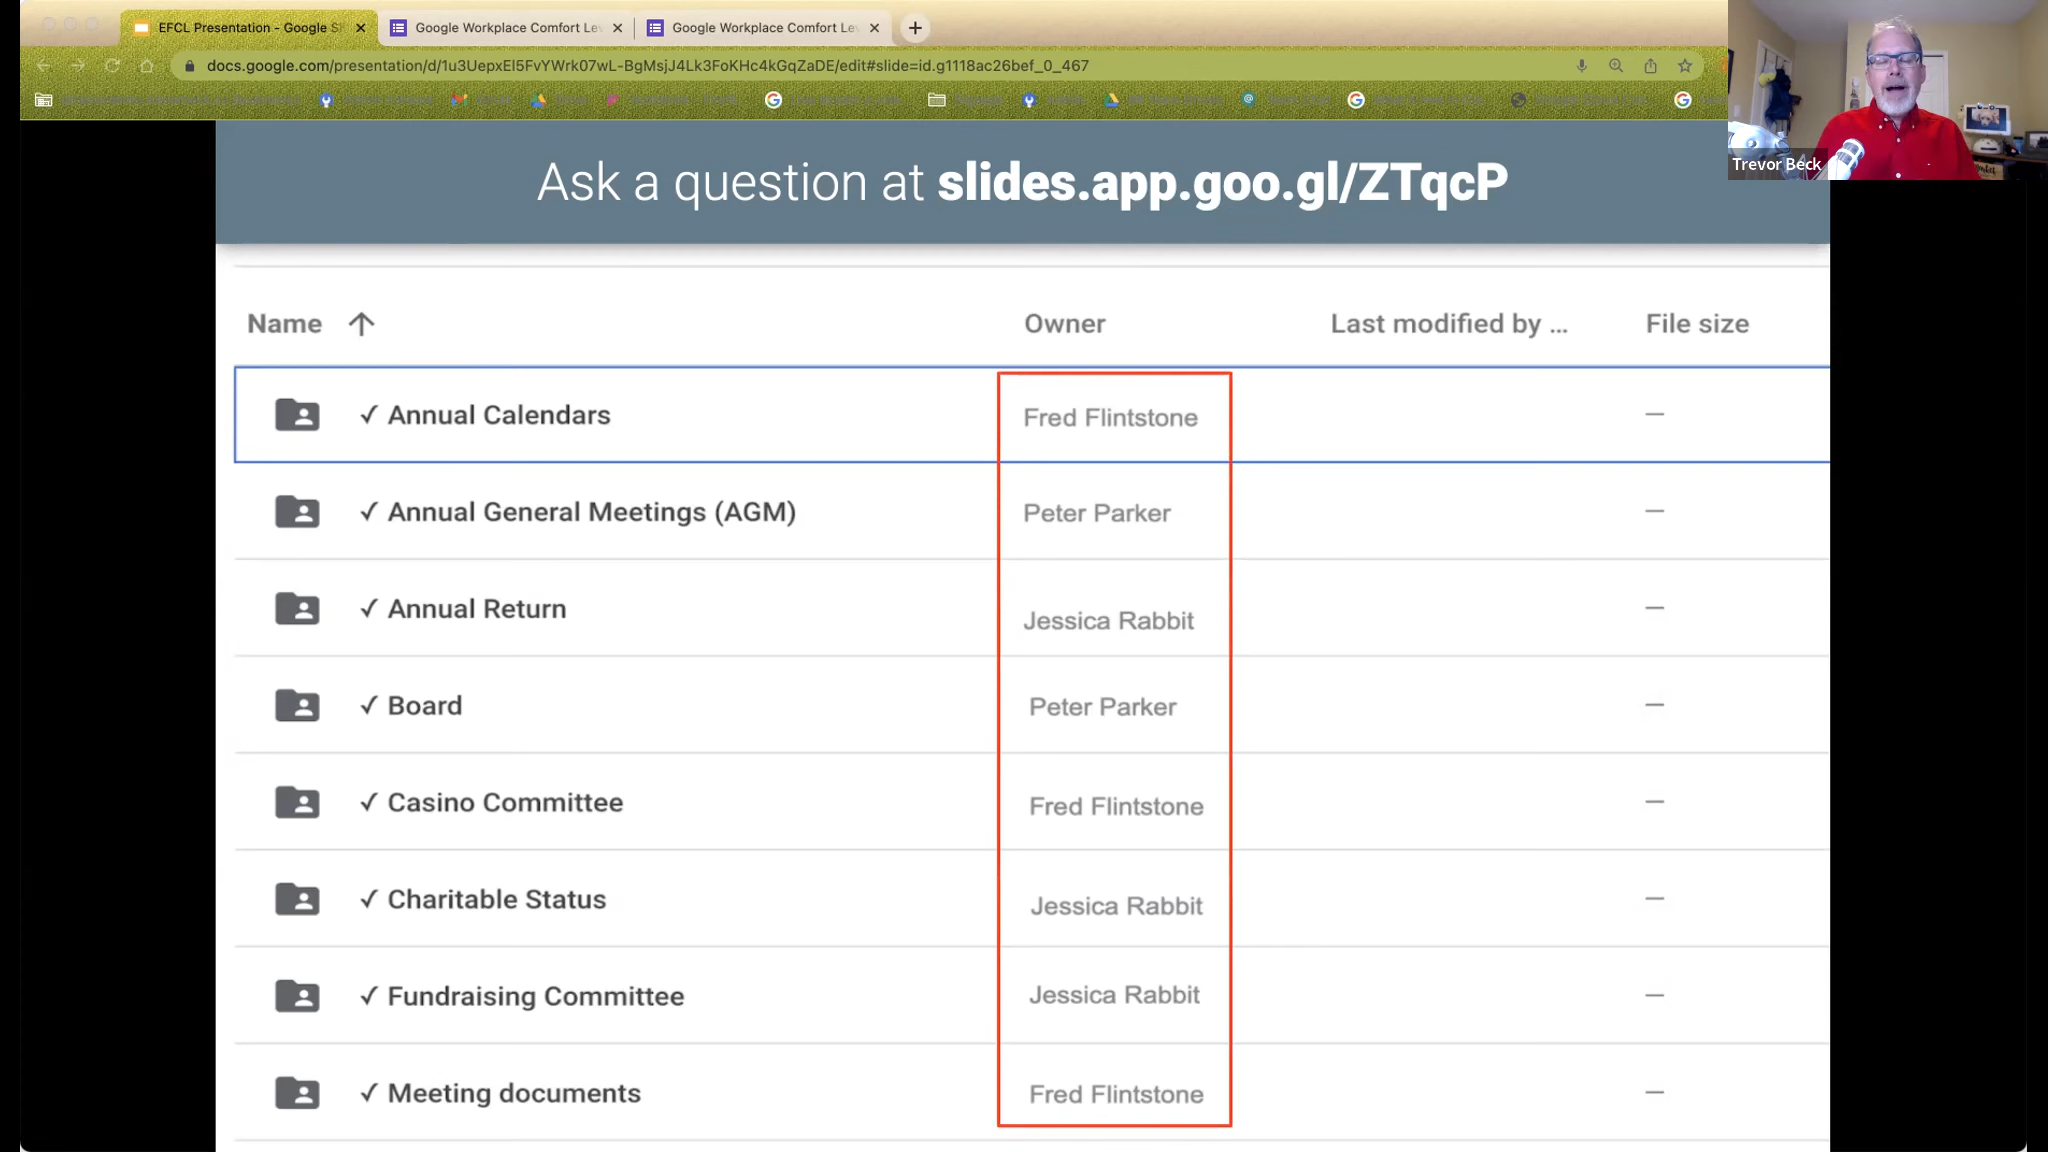 EFCL Presentation - Google Sl
Google Workplace Comfort Le
Google Workplace Comfort Le
docs.google.com/presentation/d/1u3UepxEI5FvYWrk07wL-BgMsjJ4Lk3FoKHc4kGqZaDE/edit#slide=id.g1118ac26bef_0_467
Trevor Beck
Ask a question at slides.app.goo.gl/ZTqcP
Name Owner Last modified by ... File size
✓ Annual Calendars Fred Flintstone —
✓ Annual General Meetings (AGM) Peter Parker —
✓ Annual Return Jessica Rabbit —
✓ Board Peter Parker —
✓ Casino Committee Fred Flintstone —
✓ Charitable Status Jessica Rabbit —
✓ Fundraising Committee Jessica Rabbit —
✓ Meeting documents Fred Flintstone —